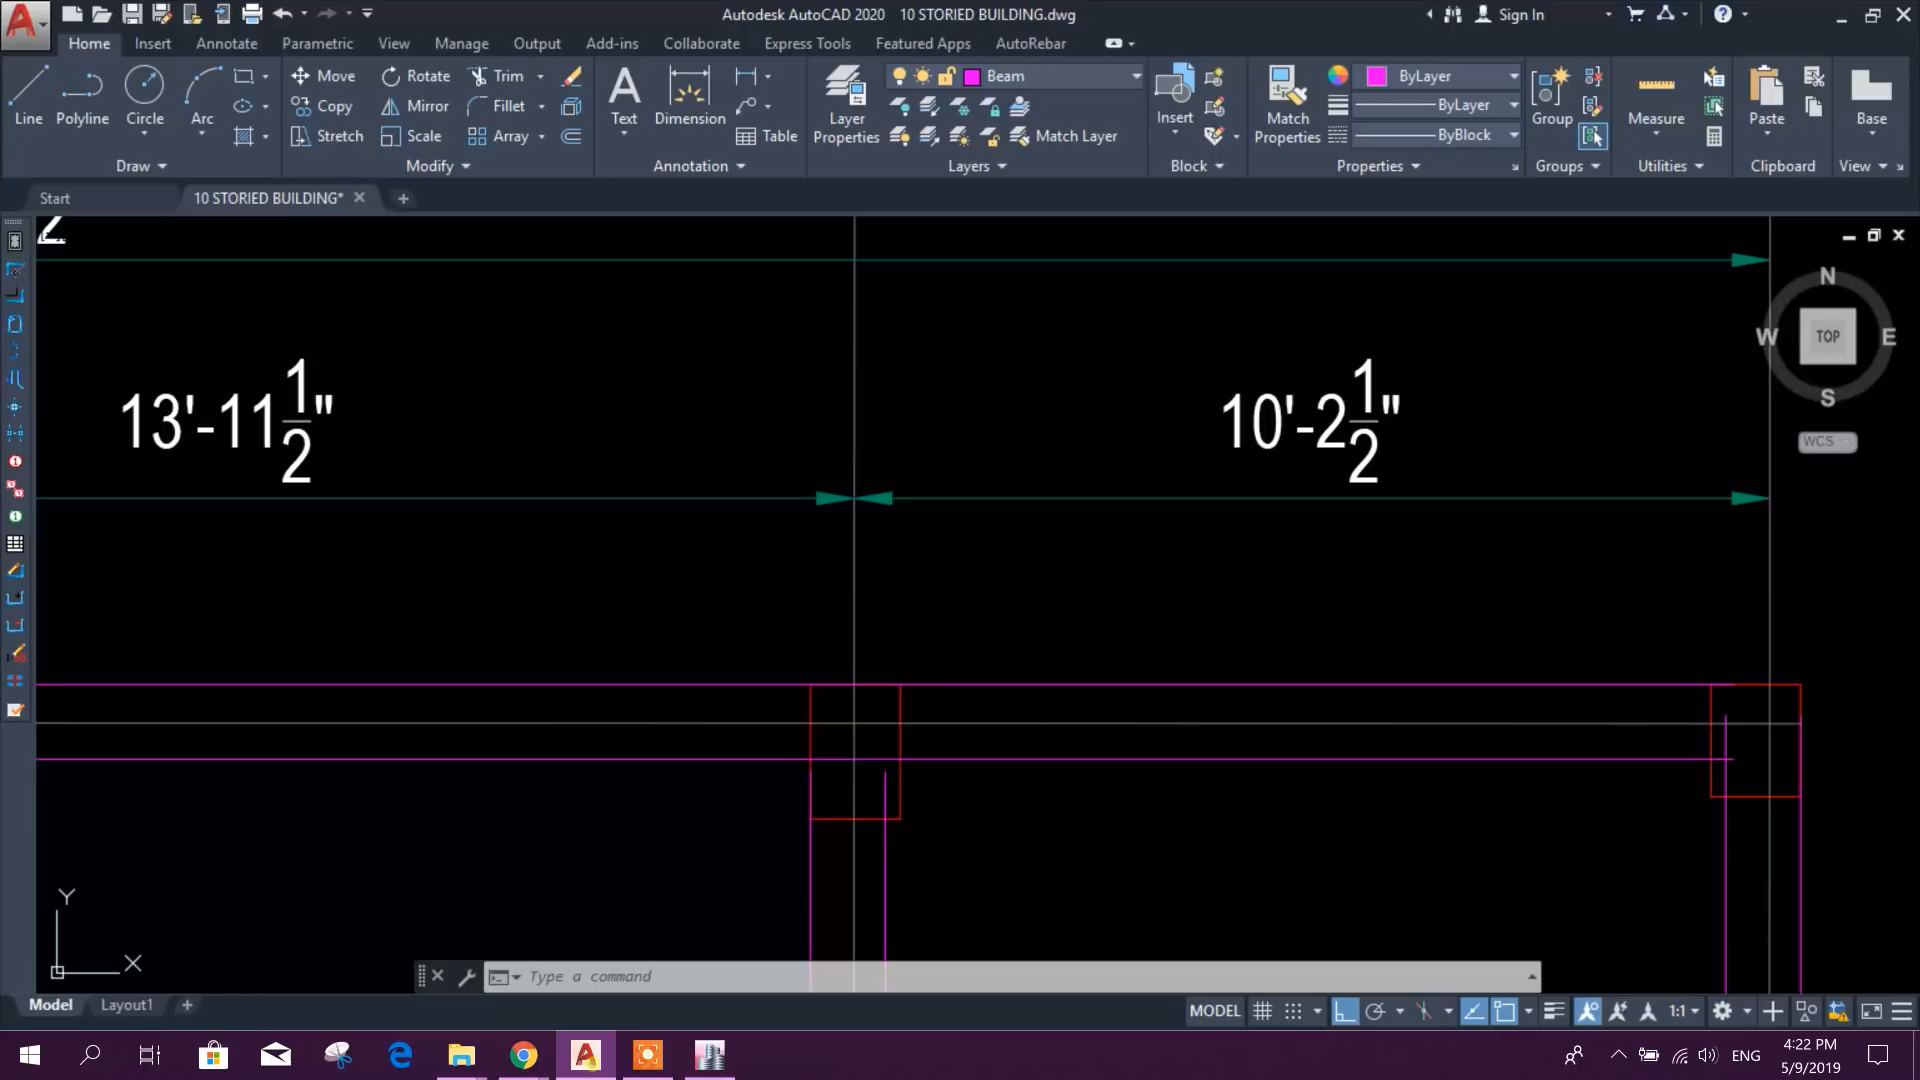 Autodesk AutoCAD 2020 10 STORIED BUILDING.dwg
Sign In
Home Insert Annotate Parametric View Manage Output Add-ins Collaborate Express Tools Featured Apps AutoRebar
Line
Polyline
Circle
Arc
Draw
Move
Rotate
Trim
Copy
Mirror
Fillet
Stretch
Scale
Array
Modify
Text
Dimension
Table
Annotation
Layer
Properties
Beam
Match Layer
Layers
Insert
Block
Match
Properties
ByLayer
ByLayer
ByBlock
Properties
Group
Groups
Measure
Utilities
Paste
Clipboard
Base
View
Start
10 STORIED BUILDING*
2
13'-11 1/2"
10'-2 1/2"
N
W TOP E
S
WCS
Y
X
Type a command
Model Layout1
MODEL
1:1
ENG
4:22 PM
5/9/2019